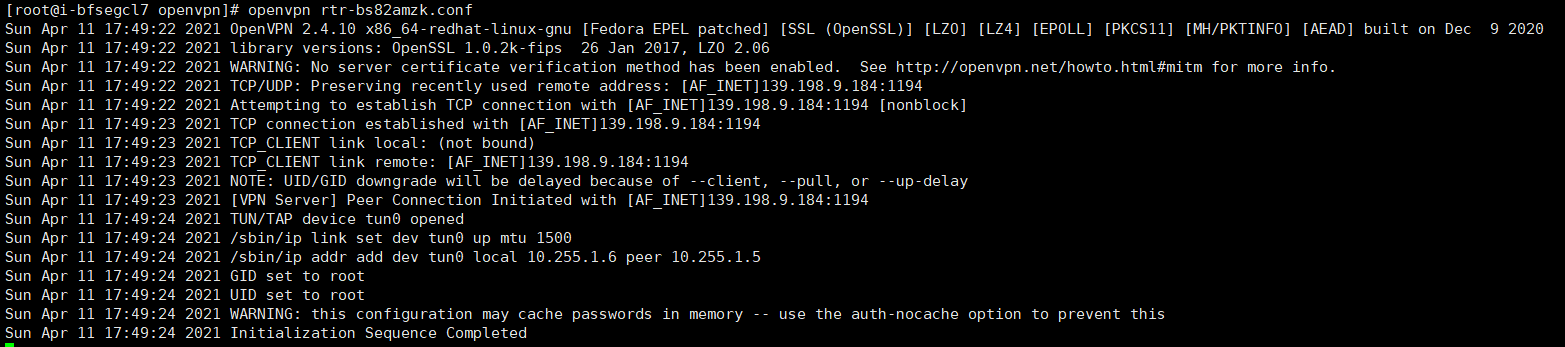 [root@i-bfsegcl7 openvpn]# openvpn rtr-bs82amzk.conf
Sun Apr 11 17:49:22 2021 OpenVPN 2.4.10 x86_64-redhat-linux-gnu [Fedora EPEL patched] [SSL (OpenSSL)] [LZO] [LZ4] [EPOLL] [PKCS11] [MH/PKTINFO] [AEAD] built on Dec  9 2020
Sun Apr 11 17:49:22 2021 library versions: OpenSSL 1.0.2k-fips  26 Jan 2017, LZO 2.06
Sun Apr 11 17:49:22 2021 WARNING: No server certificate verification method has been enabled.  See http://openvpn.net/howto.html#mitm for more info.
Sun Apr 11 17:49:22 2021 TCP/UDP: Preserving recently used remote address: [AF_INET]139.198.9.184:1194
Sun Apr 11 17:49:22 2021 Attempting to establish TCP connection with [AF_INET]139.198.9.184:1194 [nonblock]
Sun Apr 11 17:49:23 2021 TCP connection established with [AF_INET]139.198.9.184:1194
Sun Apr 11 17:49:23 2021 TCP_CLIENT link local: (not bound)
Sun Apr 11 17:49:23 2021 TCP_CLIENT link remote: [AF_INET]139.198.9.184:1194
Sun Apr 11 17:49:23 2021 NOTE: UID/GID downgrade will be delayed because of --client, --pull, or --up-delay
Sun Apr 11 17:49:23 2021 [VPN Server] Peer Connection Initiated with [AF_INET]139.198.9.184:1194
Sun Apr 11 17:49:24 2021 TUN/TAP device tun0 opened
Sun Apr 11 17:49:24 2021 /sbin/ip link set dev tun0 up mtu 1500
Sun Apr 11 17:49:24 2021 /sbin/ip addr add dev tun0 local 10.255.1.6 peer 10.255.1.5
Sun Apr 11 17:49:24 2021 GID set to root
Sun Apr 11 17:49:24 2021 UID set to root
Sun Apr 11 17:49:24 2021 WARNING: this configuration may cache passwords in memory -- use the auth-nocache option to prevent this
Sun Apr 11 17:49:24 2021 Initialization Sequence Completed